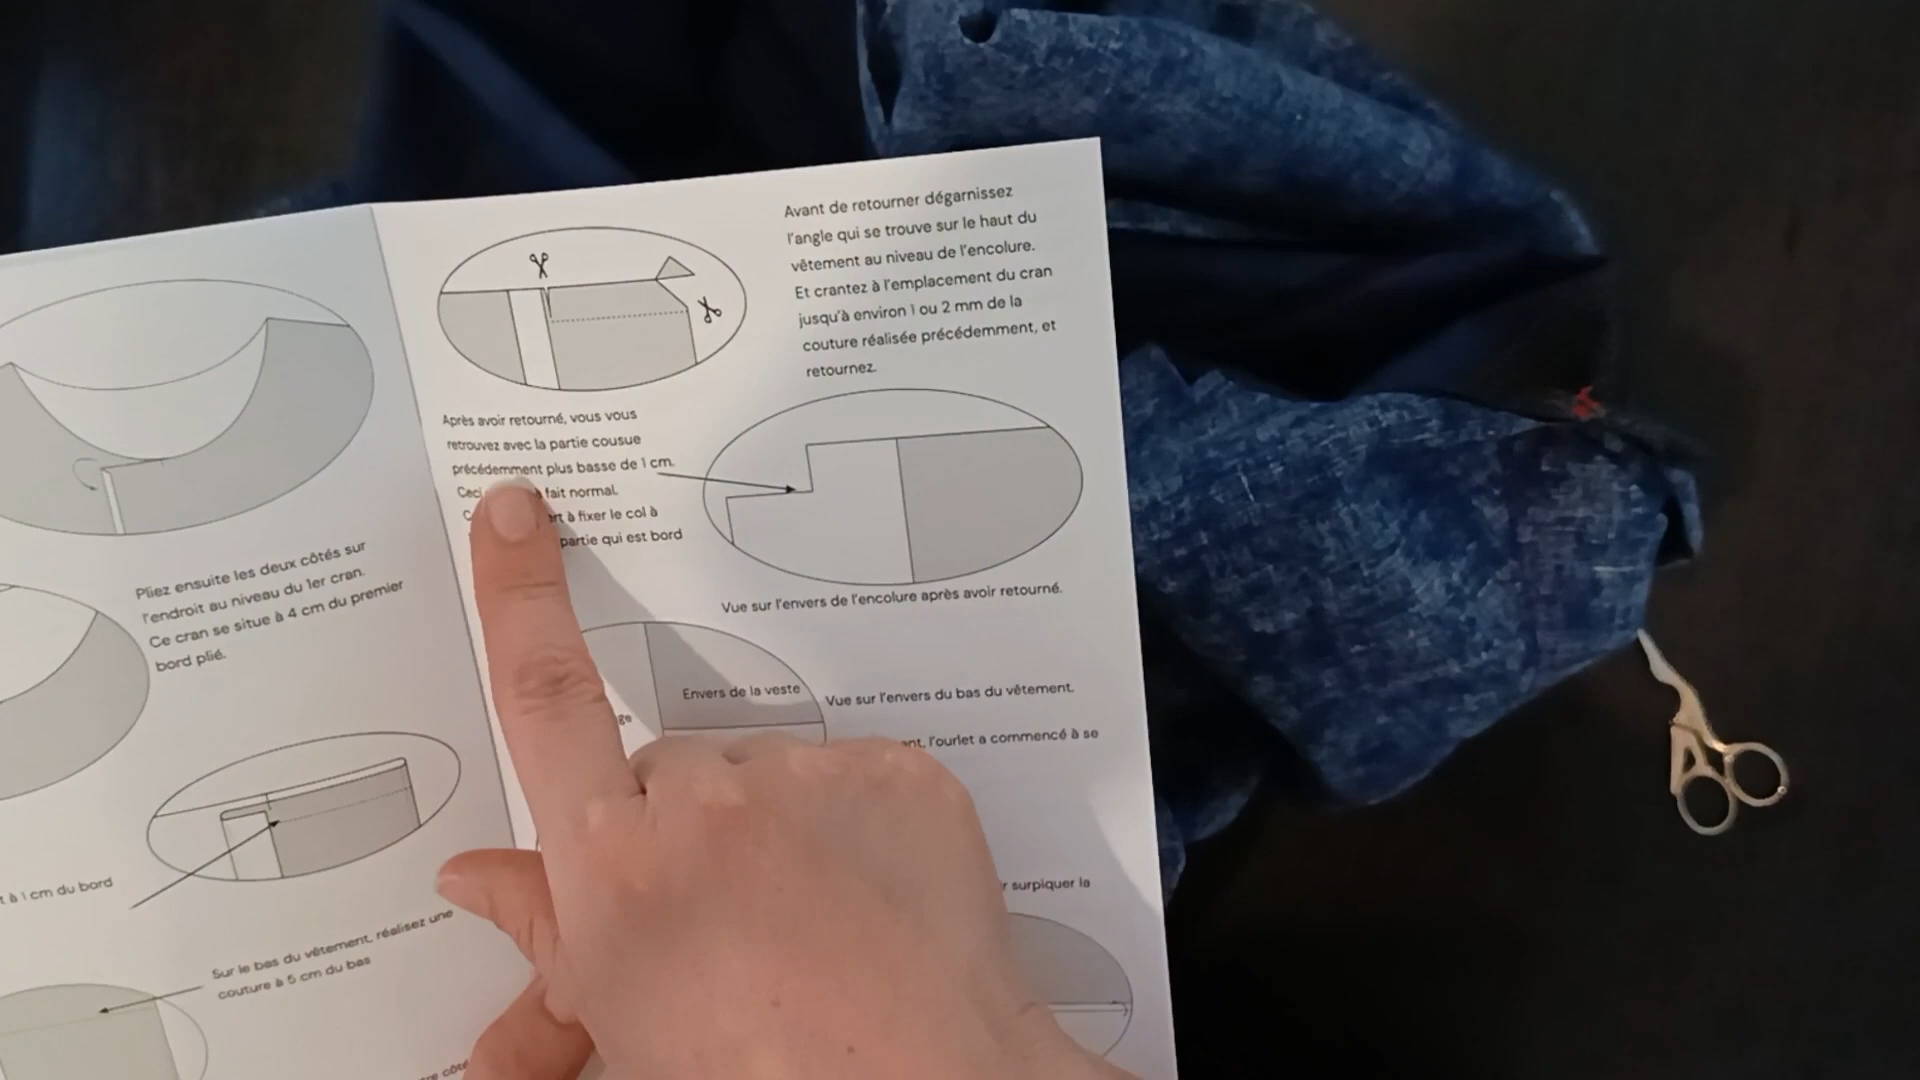 Pliez ensuite les deux côtés sur
l'endroit au niveau du 1er cran.
Ce cran se situe à 4 cm du premier
bord plié.
à 1 cm du bord
Sur le bas du vêtement, réalisez une
couture à 5 cm du bas
côté
Avant de retourner dégarnissez
l'angle qui se trouve sur le haut du
vêtement au niveau de l'encolure.
Et crantez à l'emplacement du cran
jusqu'à environ 1 ou 2 mm de la
couture réalisée précédemment, et
retournez.
Après avoir retourné, vous vous
retrouvez avec la partie cousue
précédemment plus basse de 1 cm.
Ceci fait normal.
à fixer le col à
partie qui est bord
Vue sur l'envers de l'encolure après avoir retourné.
Envers de la veste
Vue sur l'envers du bas du vêtement.
l'ourlet a commencé à se
surpiquer la